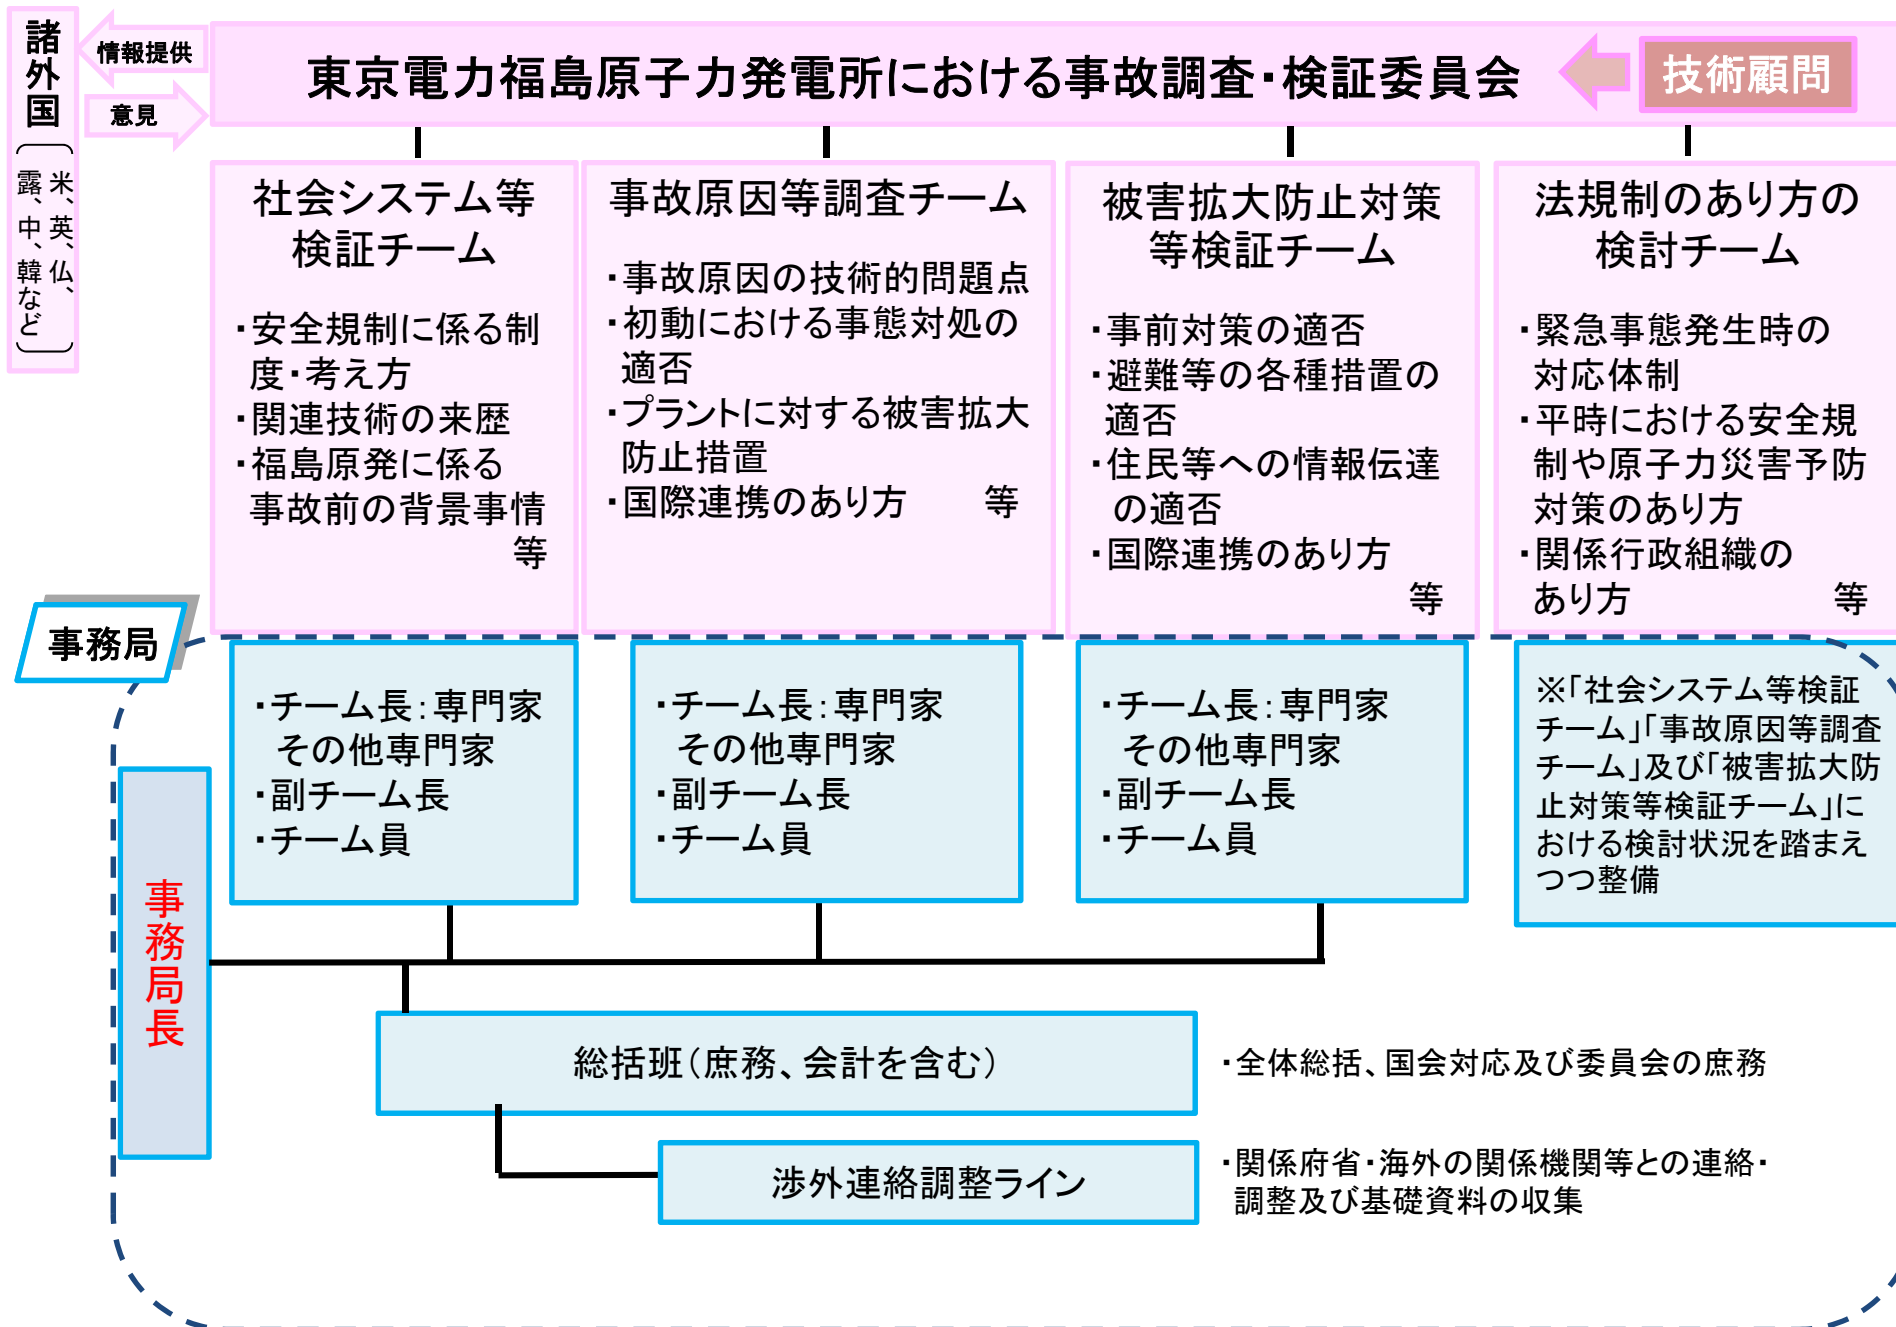 諸外国
米、英、仏、
露、中、韓など
情報提供
意見
東京電力福島原子力発電所における事故調査・検証委員会
技術顧問
社会システム等
検証チーム
・安全規制に係る制
度・考え方
・関連技術の来歴
・福島原発に係る
事故前の背景事情
等
事故原因等調査チーム
・事故原因の技術的問題点
・初動における事態対処の
適否
・プラントに対する被害拡大
防止措置
・国際連携のあり方 等
被害拡大防止対策
等検証チーム
・事前対策の適否
・避難等の各種措置の
適否
・住民等への情報伝達
の適否
・国際連携のあり方
等
法規制のあり方の
検討チーム
・緊急事態発生時の
対応体制
・平時における安全規
制や原子力災害予防
対策のあり方
・関係行政組織の
あり方 等
事務局
・チーム長：専門家
その他専門家
・副チーム長
・チーム員
・チーム長：専門家
その他専門家
・副チーム長
・チーム員
・チーム長：専門家
その他専門家
・副チーム長
・チーム員
※「社会システム等検証
チーム」「事故原因等調査
チーム」及び「被害拡大防
止対策等検証チーム」に
おける検討状況を踏まえ
つつ整備
事務局長
総括班（庶務、会計を含む）
・全体総括、国会対応及び委員会の庶務
渉外連絡調整ライン
・関係府省・海外の関係機関等との連絡・
調整及び基礎資料の収集